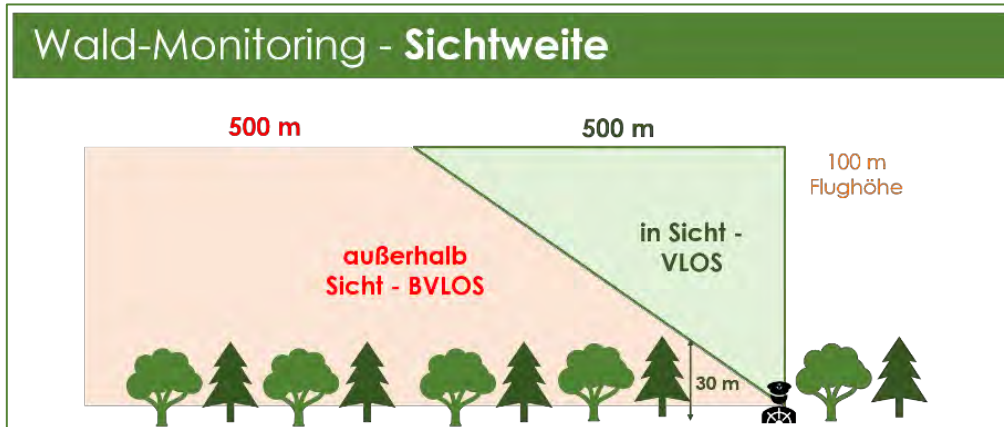 Wald-Monitoring - Sichtweite
500 m
500 m
100 m
Flughöhe
in Sicht -
VLOS
außerhalb
Sicht - BVLOS
30 m